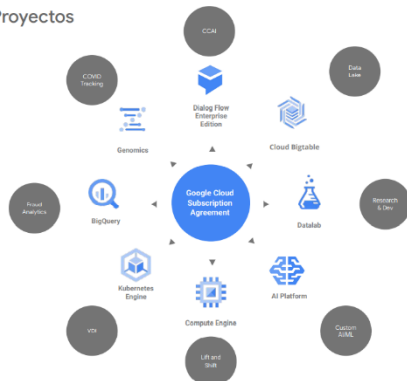 Proyectos
CCAI
COVID
Tracking
Data
Lake
Dialog Flow
Enterprise
Edition
Genomics
Cloud Bigtable
Fraud
Analytics
BigQuery
Google Cloud
Subscription
Agreement
Datalab
Research
& Dev
Kubernetes
Engine
AI Platform
VDI
Compute Engine
Custom
AI/ML
Lift and
Shift